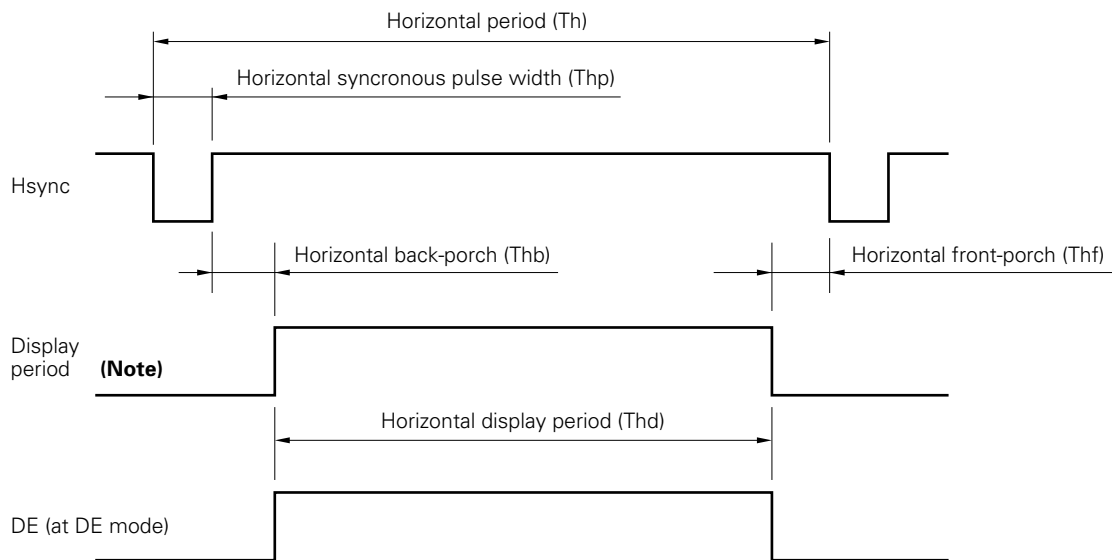 Horizontal period (Th)
Horizontal syncronous pulse width (Thp)
Hsync
Horizontal back-porch (Thb)
Horizontal front-porch (Thf)
Display
period (Note)
Horizontal display period (Thd)
DE (at DE mode)